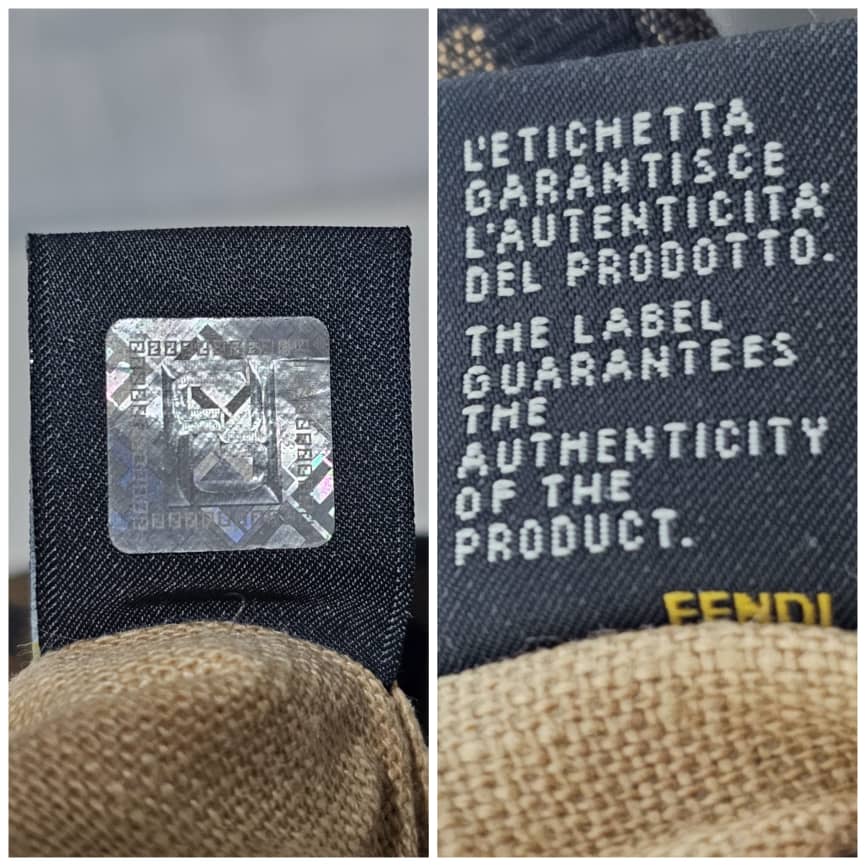 L'ETICHETTA
GARANTISCE
L'AUTENTICITA'
DEL PRODOTTO.
THE LABEL
GUARANTEES
THE
AUTHENTICITY
OF THE
PRODUCT.
FENDI